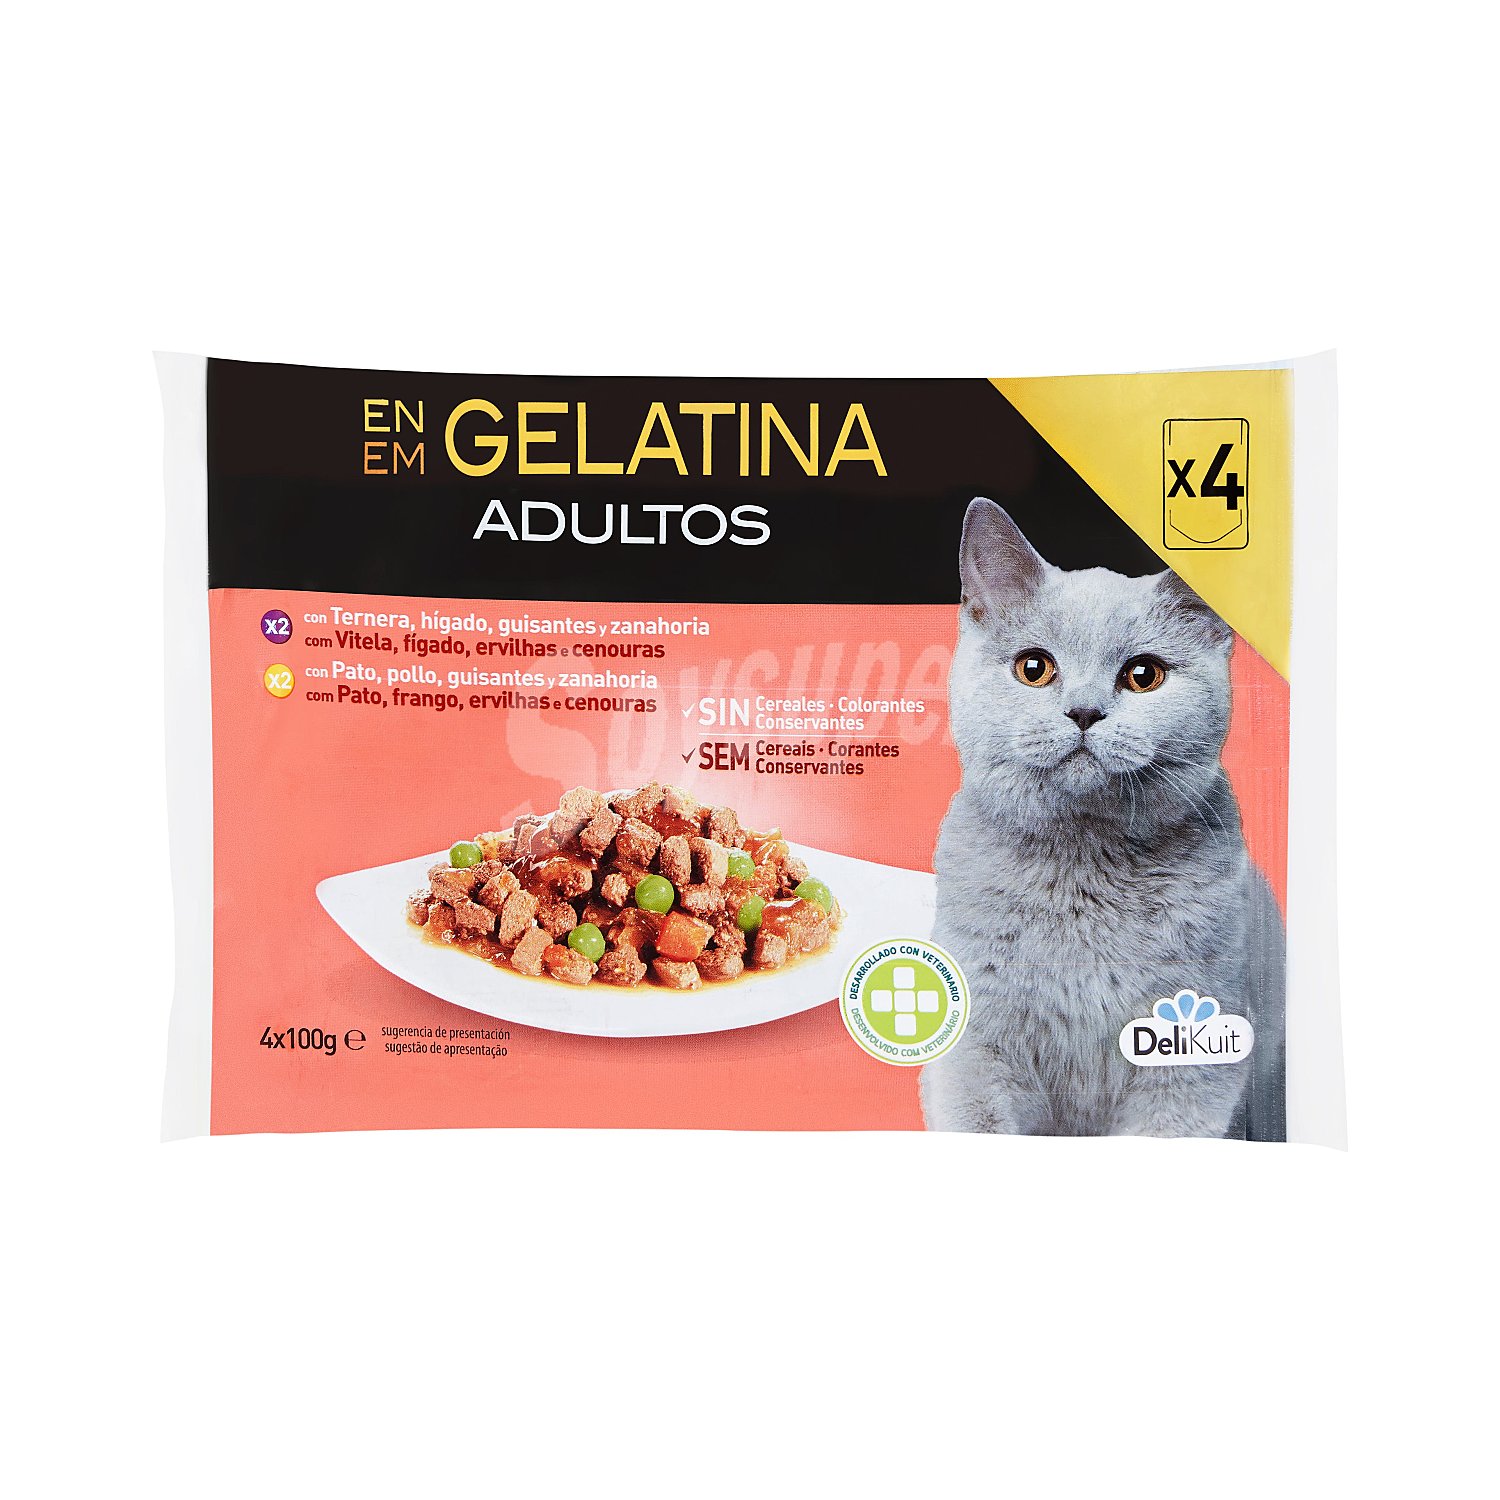 EN
EM GELATINA
ADULTOS
x4
x2 con Ternera, hígado, guisantes y zanahoria
com Vitela, fígado, ervilhas e cenouras
x2 con Pato, pollo, guisantes y zanahoria
com Pato, frango, ervilhas e cenouras
SIN Cereales · Colorantes
Conservantes
SEM Cereais · Corantes
Conservantes
DESARROLLADO CON VETERINARIO
DESENVOLVIDO COM VETERINÁRIO
4x100g e
sugerencia de presentación
sugestão de apresentação
DeliKuit
Soysuper